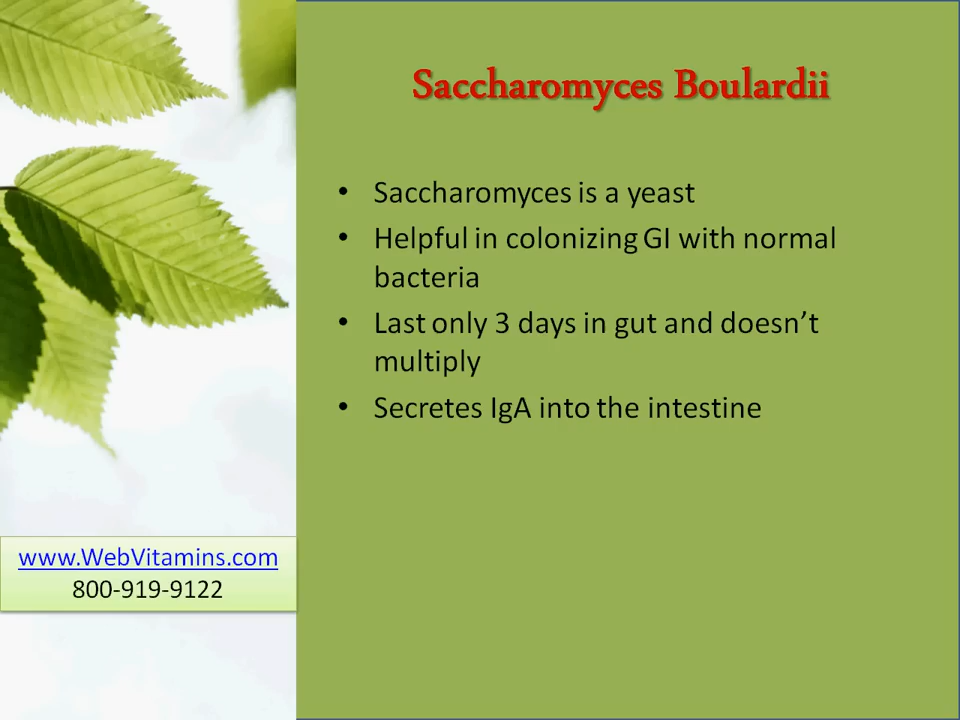 Saccharomyces Boulardii
• Saccharomyces is a yeast
• Helpful in colonizing GI with normal
bacteria
• Last only 3 days in gut and doesn’t
multiply
• Secretes IgA into the intestine
www.WebVitamins.com
800-919-9122